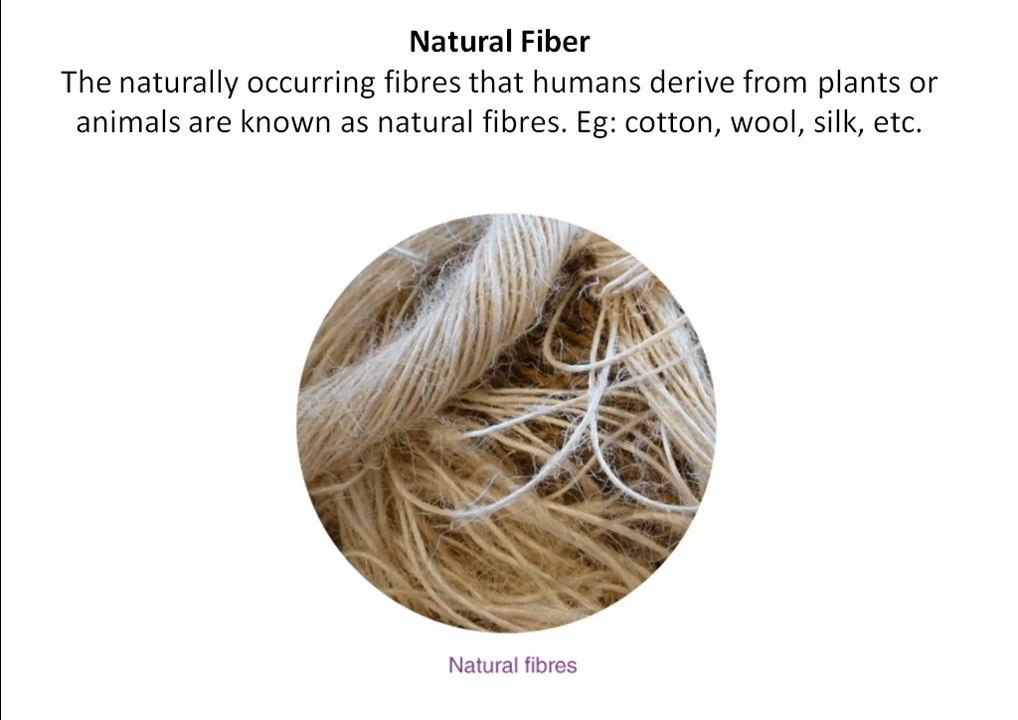 Natural Fiber
The naturally occurring fibres that humans derive from plants or
animals are known as natural fibres. Eg: cotton, wool, silk, etc.
Natural fibres